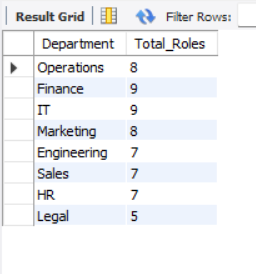 Result Grid Filter Rows:
Department Total_Roles
Operations 8
Finance 9
IT 9
Marketing 8
Engineering 7
Sales 7
HR 7
Legal 5